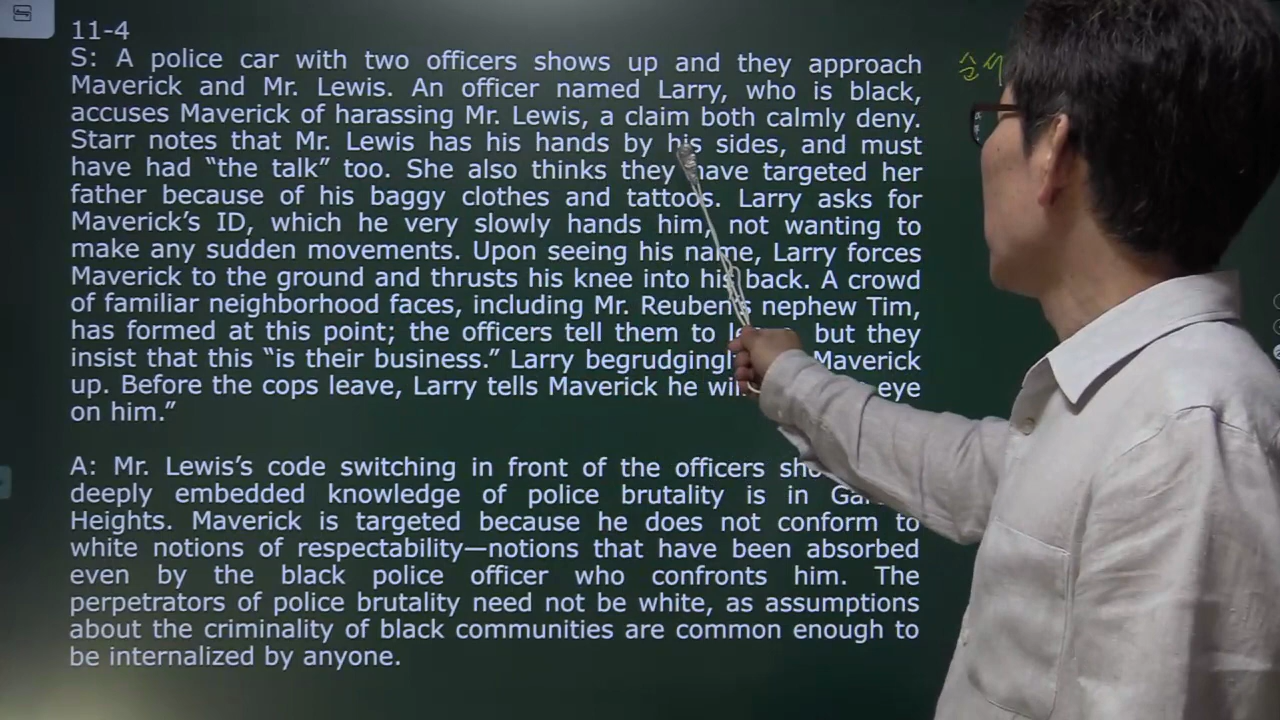 11-4
S: A police car with two officers shows up and they approach
Maverick and Mr. Lewis. An officer named Larry, who is black,
accuses Maverick of harassing Mr. Lewis, a claim both calmly deny.
Starr notes that Mr. Lewis has his hands by his sides, and must
have had “the talk” too. She also thinks they have targeted her
father because of his baggy clothes and tattoos. Larry asks for
Maverick’s ID, which he very slowly hands him, not wanting to
make any sudden movements. Upon seeing his name, Larry forces
Maverick to the ground and thrusts his knee into his back. A crowd
of familiar neighborhood faces, including Mr. Reuben’s nephew Tim,
has formed at this point; the officers tell them to but they
insist that this “is their business.” Larry Maverick
up. Before the cops leave, Larry tells Maverick he eye
on him.”
A: Mr. Lewis’s code switching in front of the officers
deeply embedded knowledge of police brutality is in
Heights. Maverick is targeted because he does not conform to
white notions of respectability—notions that have been absorbed
even by the black police officer who confronts him. The
perpetrators of police brutality need not be white, as assumptions
about the criminality of black communities are common enough to
be internalized by anyone.